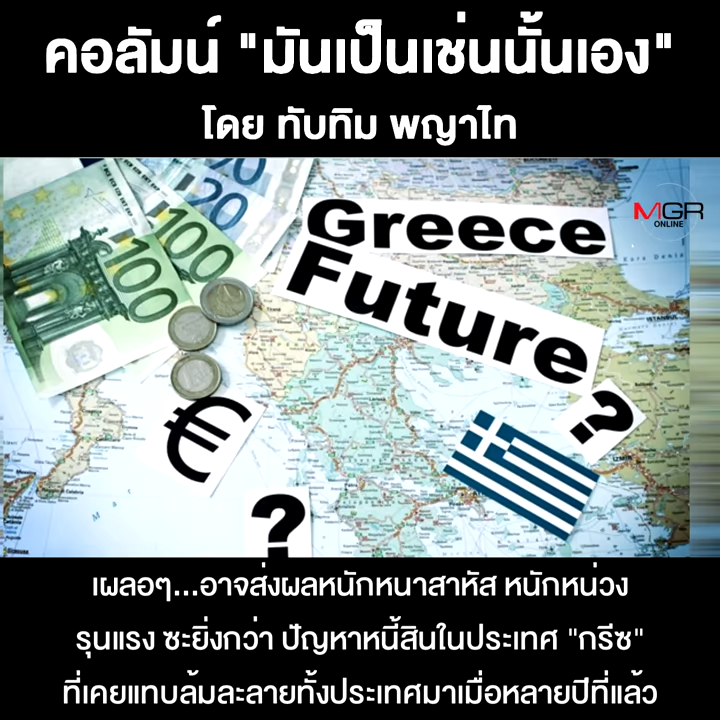 คอลัมน์ "มันเป็นเช่นนั้นเอง"
โดย ทับทิม พญาไท
MGR
ONLINE
20
100
100
Greece
Future
?
€
?
เผลอๆ...อาจส่งผลหนักหนาสาหัส หนักหน่วง
รุนแรง ซะยิ่งกว่า ปัญหาหนี้สินในประเทศ "กรีซ"
ที่เคยแทบล้มละลายทั้งประเทศมาเมื่อหลายปีที่แล้ว